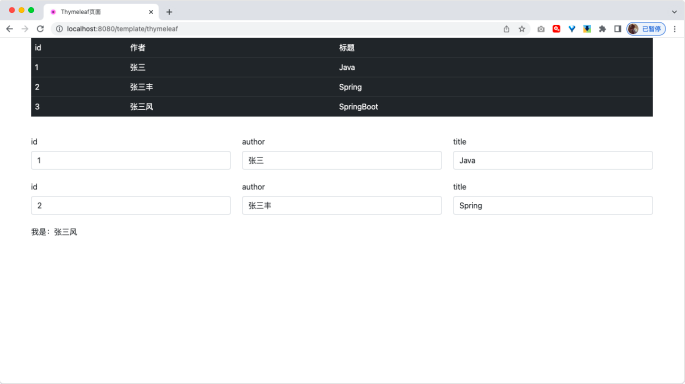 Thymeleaf页面
localhost:8080/template/thymeleaf
已暂停
id 作者 标题
1 张三 Java
2 张三丰 Spring
3 张三风 SpringBoot
id author title
1 张三 Java
id author title
2 张三丰 Spring
我是：张三风